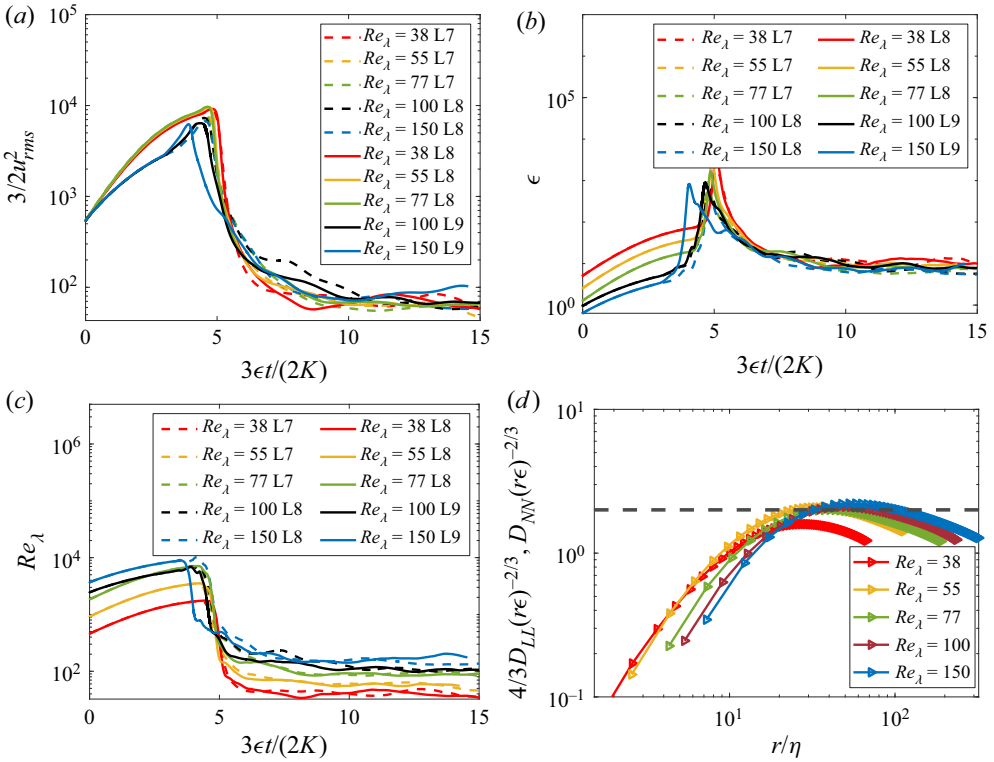 (a)
10^5
10^4
10^3
10^2
3/2u^2_{rms}
0 5 10 15
3ϵt/(2K)
Re_λ = 38 L7
Re_λ = 55 L7
Re_λ = 77 L7
Re_λ = 100 L8
Re_λ = 150 L8
Re_λ = 38 L8
Re_λ = 55 L8
Re_λ = 77 L8
Re_λ = 100 L9
Re_λ = 150 L9
(b)
10^5
10^0
ϵ
0 5 10 15
3ϵt/(2K)
Re_λ = 38 L7 Re_λ = 38 L8
Re_λ = 55 L7 Re_λ = 55 L8
Re_λ = 77 L7 Re_λ = 77 L8
Re_λ = 100 L8 Re_λ = 100 L9
Re_λ = 150 L8 Re_λ = 150 L9
(c)
10^6
10^4
10^3
10^2
Re_λ
0 5 10 15
3ϵt/(2K)
Re_λ = 38 L7 Re_λ = 38 L8
Re_λ = 55 L7 Re_λ = 55 L8
Re_λ = 77 L7 Re_λ = 77 L8
Re_λ = 100 L8 Re_λ = 100 L9
Re_λ = 150 L8 Re_λ = 150 L9
(d)
10^1
10^0
10^{-1}
4/3D_{LL}(rϵ)^{-2/3}, D_{NN}(rϵ)^{-2/3}
10^1 10^2
r/η
Re_λ = 38
Re_λ = 55
Re_λ = 77
Re_λ = 100
Re_λ = 150